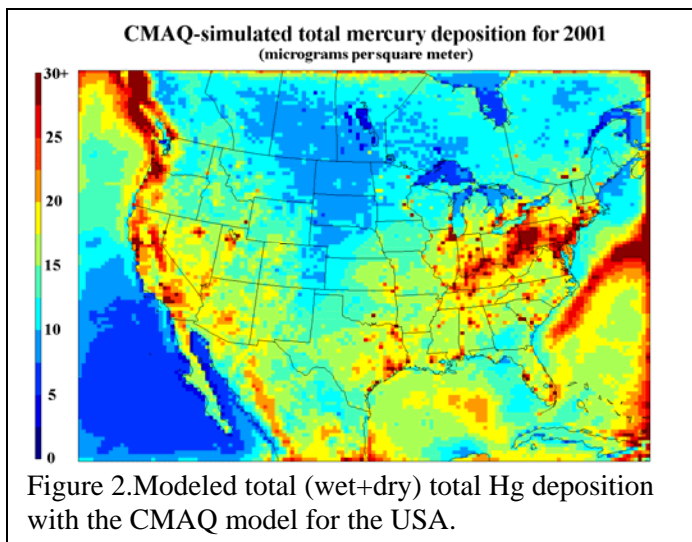 CMAQ-simulated total mercury deposition for 2001
(micrograms per square meter)
30+
25
20
15
10
5
0
Figure 2.Modeled total (wet+dry) total Hg deposition
with the CMAQ model for the USA.